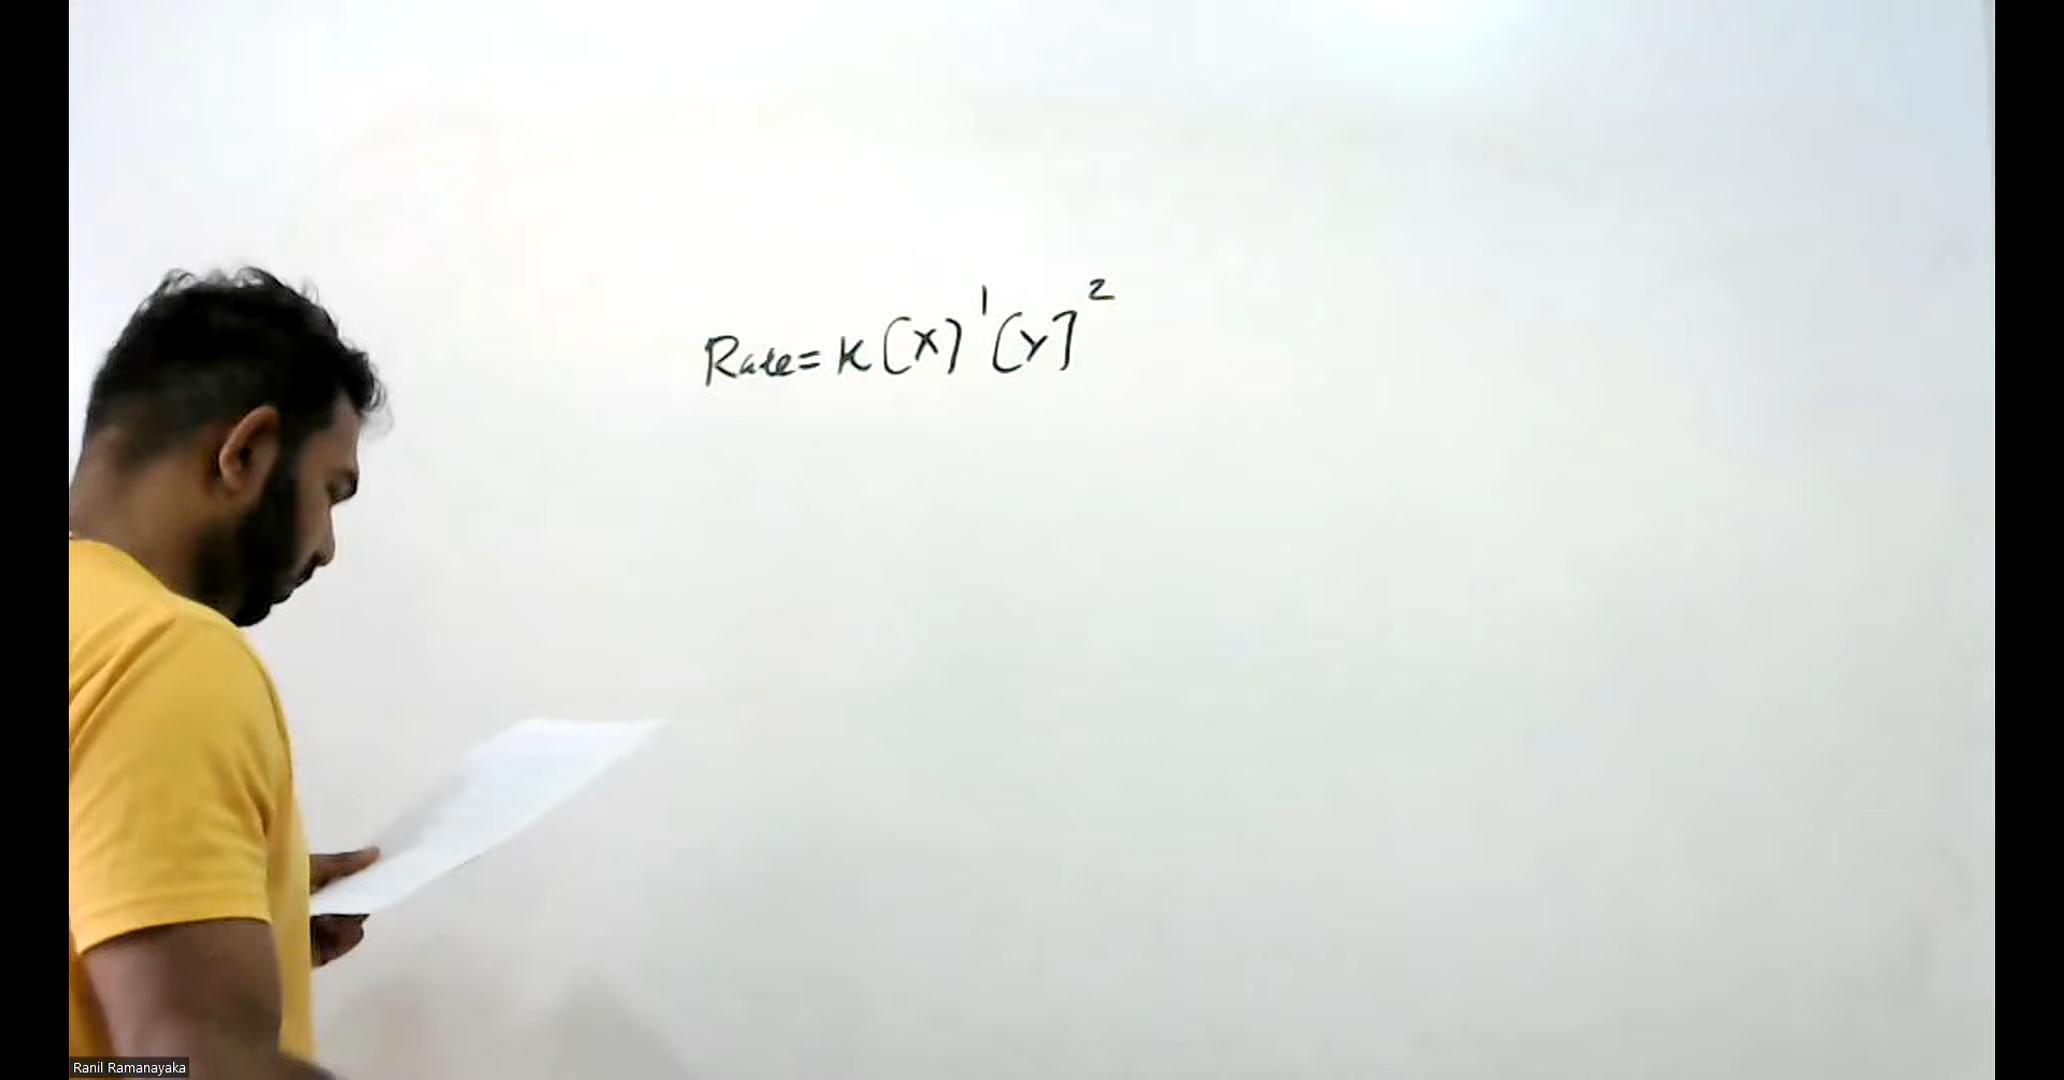 Rate = K [X]¹ [Y]²
Ranil Ramanayaka